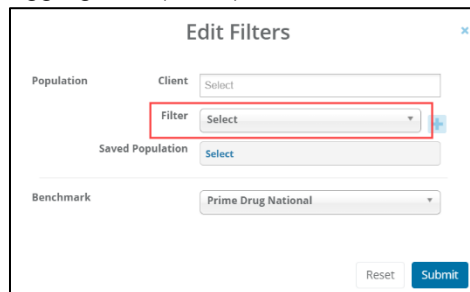 Edit Filters ×
Population Client Select
Filter Select +
Saved Population Select
Benchmark Prime Drug National
Reset Submit